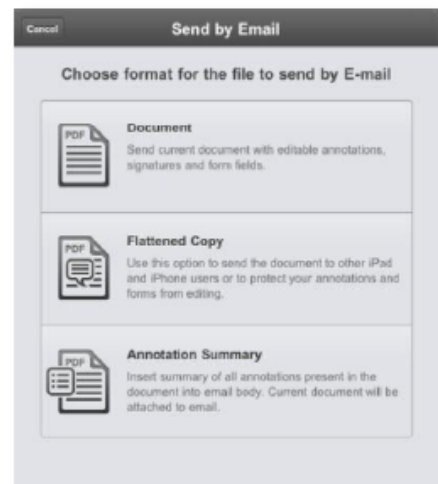 Cancel
Send by Email
Choose format for the file to send by E-mail
PDF
Document
Send current document with editable annotations,
signatures and form fields.
PDF
Flattened Copy
Use this option to send the document to other iPad
and iPhone users or to protect your annotations and
forms from editing.
PDF
Annotation Summary
Insert summary of all annotations present in the
document into email body. Current document will be
attached to email.